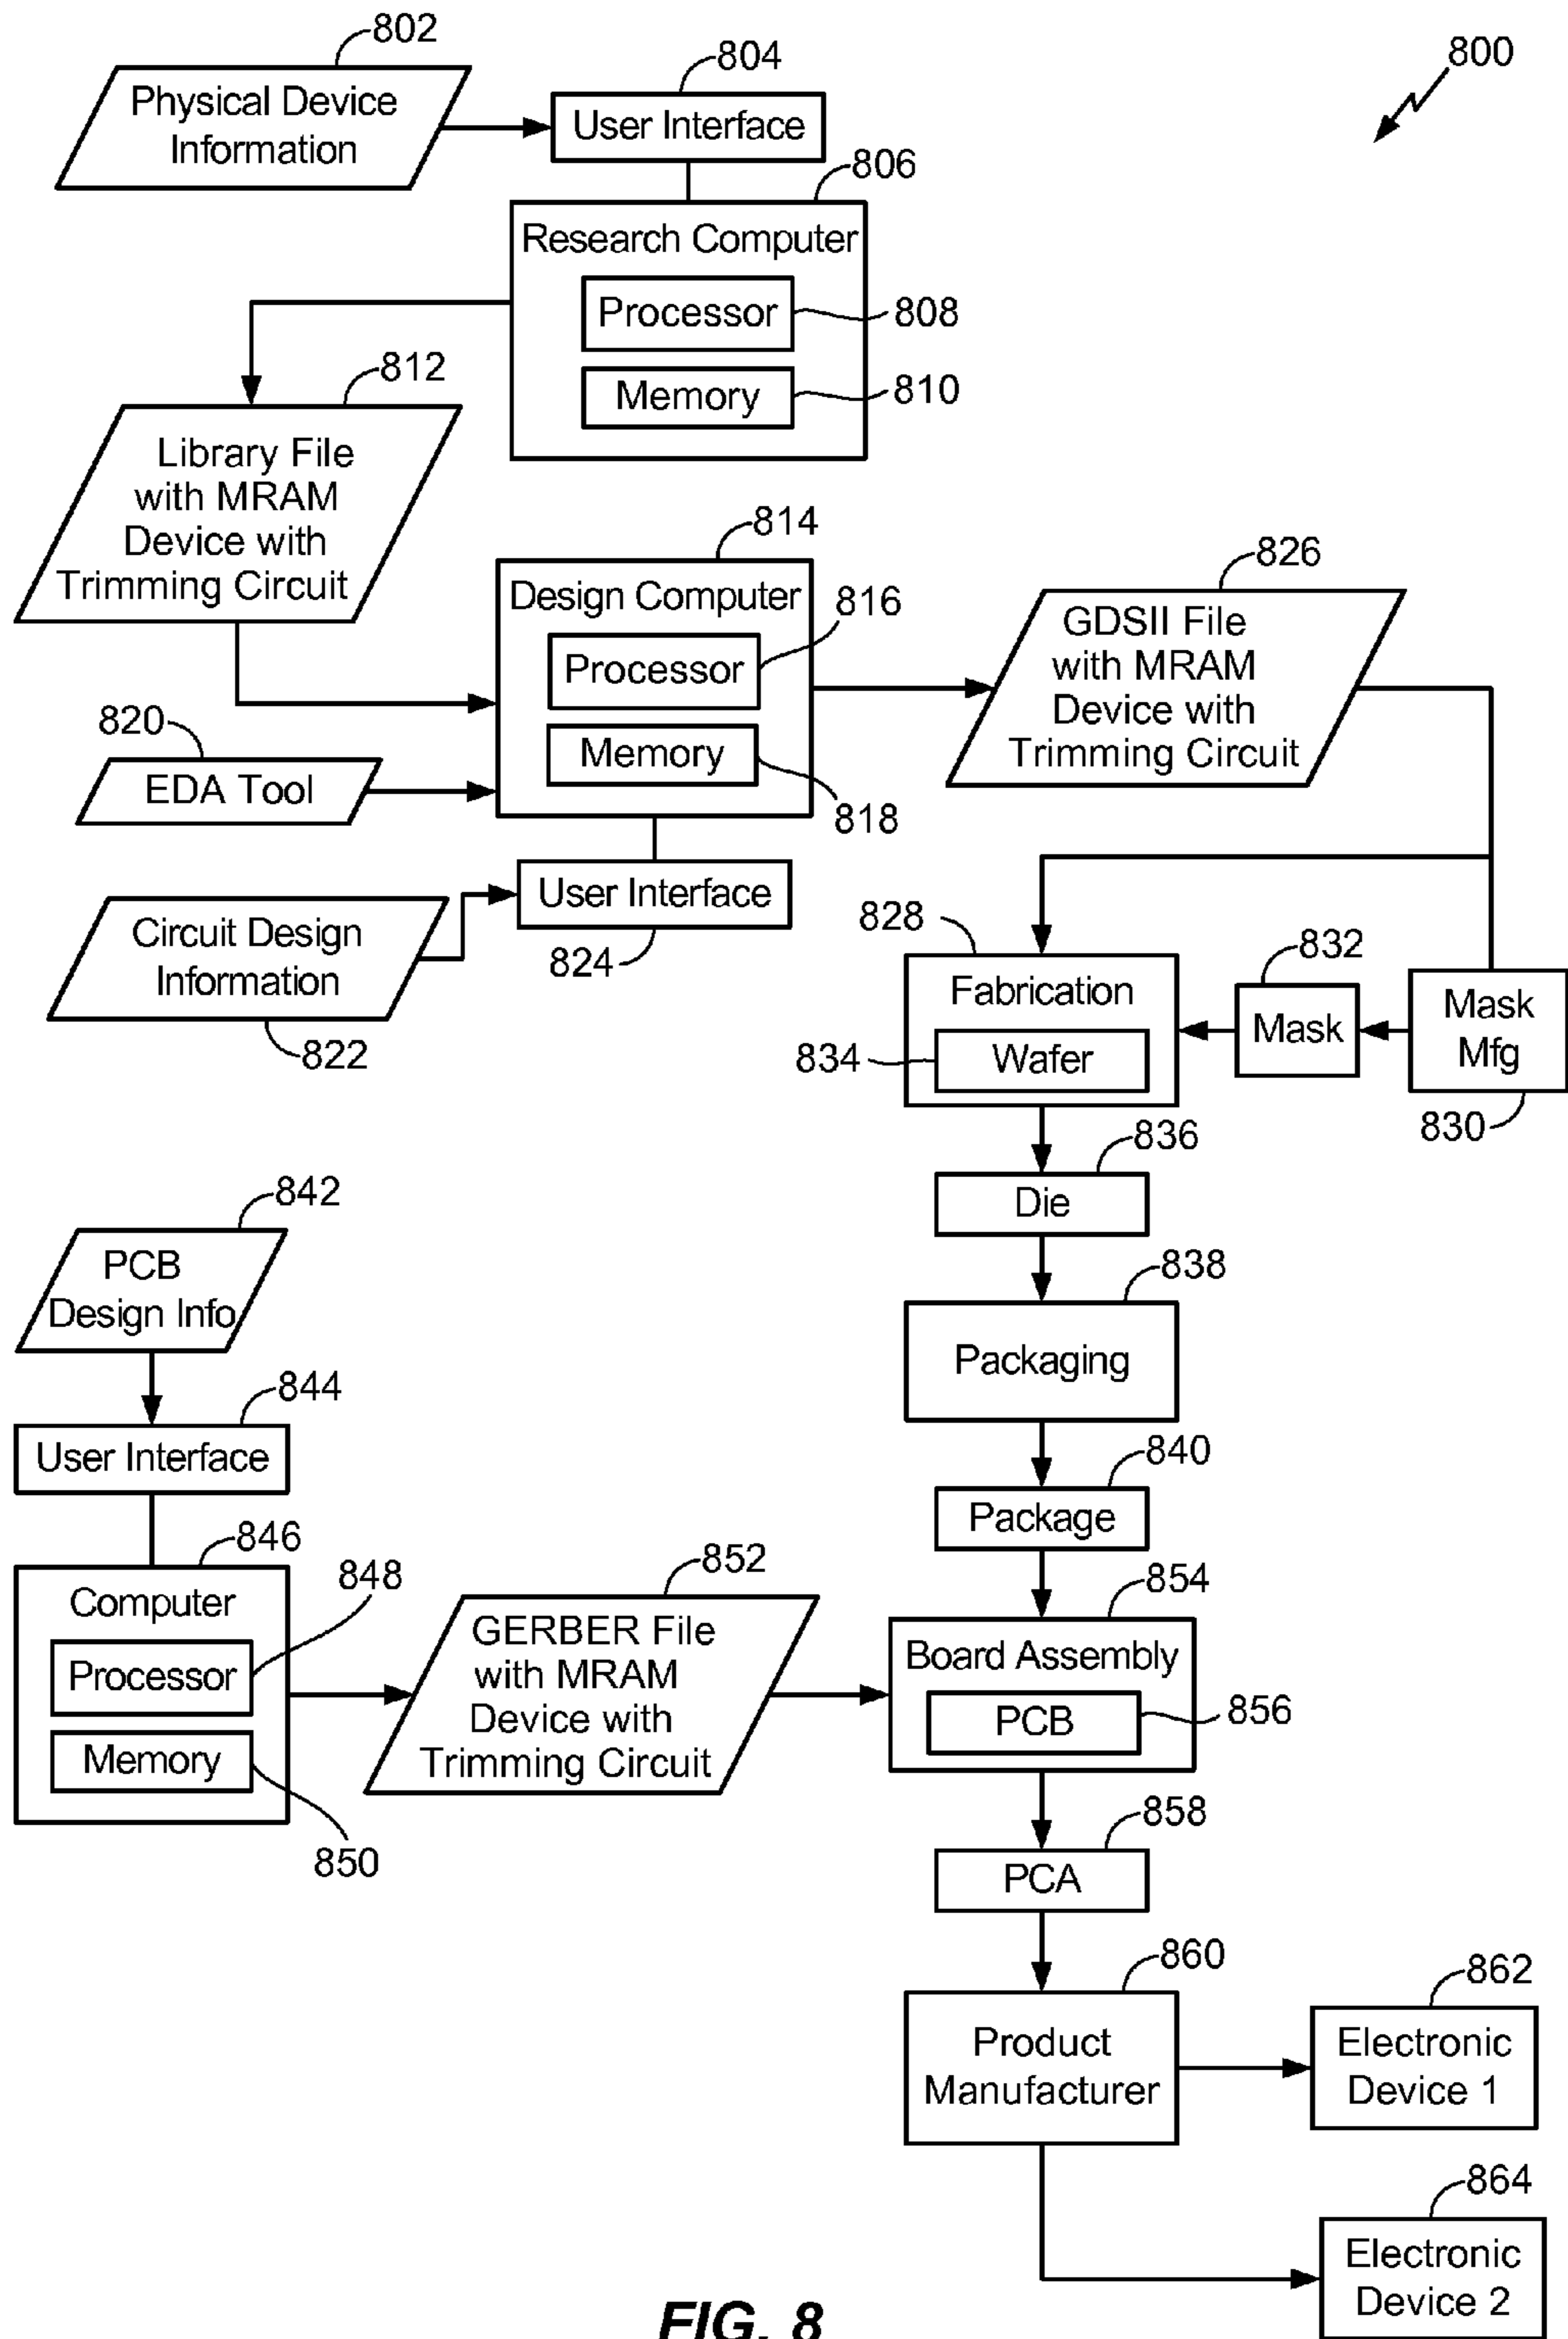 802
Physical Device
Information
804
User Interface
800
806
Research Computer
Processor
808
Memory
810
812
Library File
with MRAM
Device with
Trimming Circuit
814
Design Computer
816
Processor
Memory
818
820
EDA Tool
826
GDSII File
with MRAM
Device with
Trimming Circuit
User Interface
824
Circuit Design
Information
822
828
Fabrication
834
Wafer
832
Mask
Mask
Mfg
830
836
Die
838
Packaging
840
Package
842
PCB
Design Info
844
User Interface
846
Computer
848
Processor
Memory
850
852
GERBER File
with MRAM
Device with
Trimming Circuit
854
Board Assembly
PCB
856
858
PCA
860
Product
Manufacturer
862
Electronic
Device 1
864
Electronic
Device 2
FIG. 8